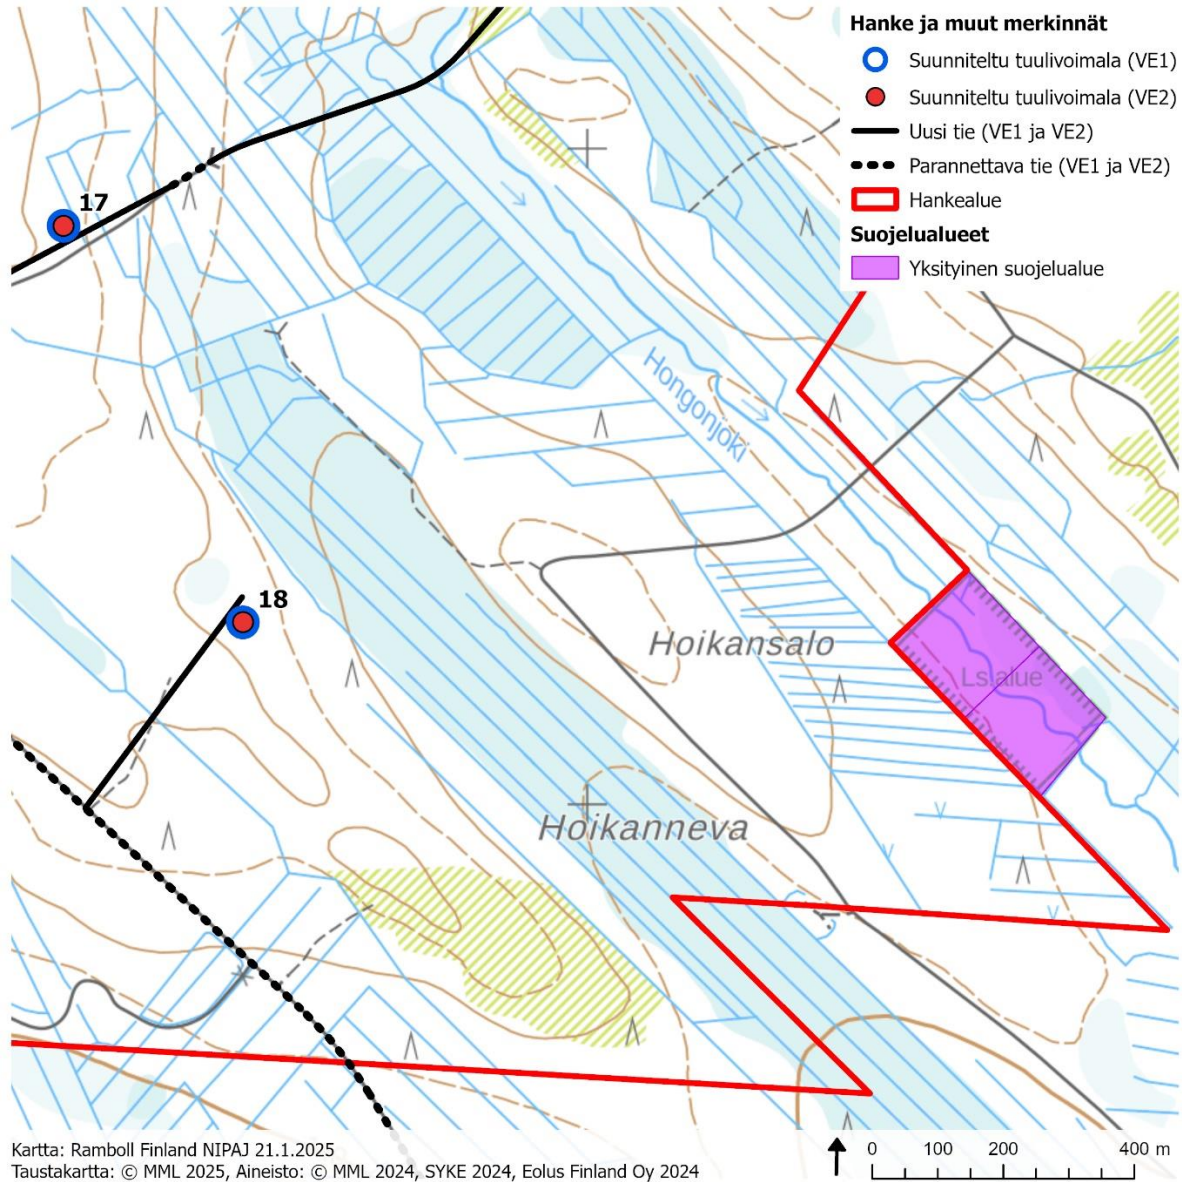 Hanke ja muut merkinnät
Suunniteltu tuulivoimala (VE1)
Suunniteltu tuulivoimala (VE2)
Uusi tie (VE1 ja VE2)
Parannettava tie (VE1 ja VE2)
Hankealue
Suojelualueet
Yksityinen suojelualue
17
Hongonjoki
18
Hoikansalo
Ls.alue
Hoikanneva
Kartta: Ramboll Finland NIPAJ 21.1.2025
Taustakartta: © MML 2025, Aineisto: © MML 2024, SYKE 2024, Eolus Finland Oy 2024
0 100 200 400 m